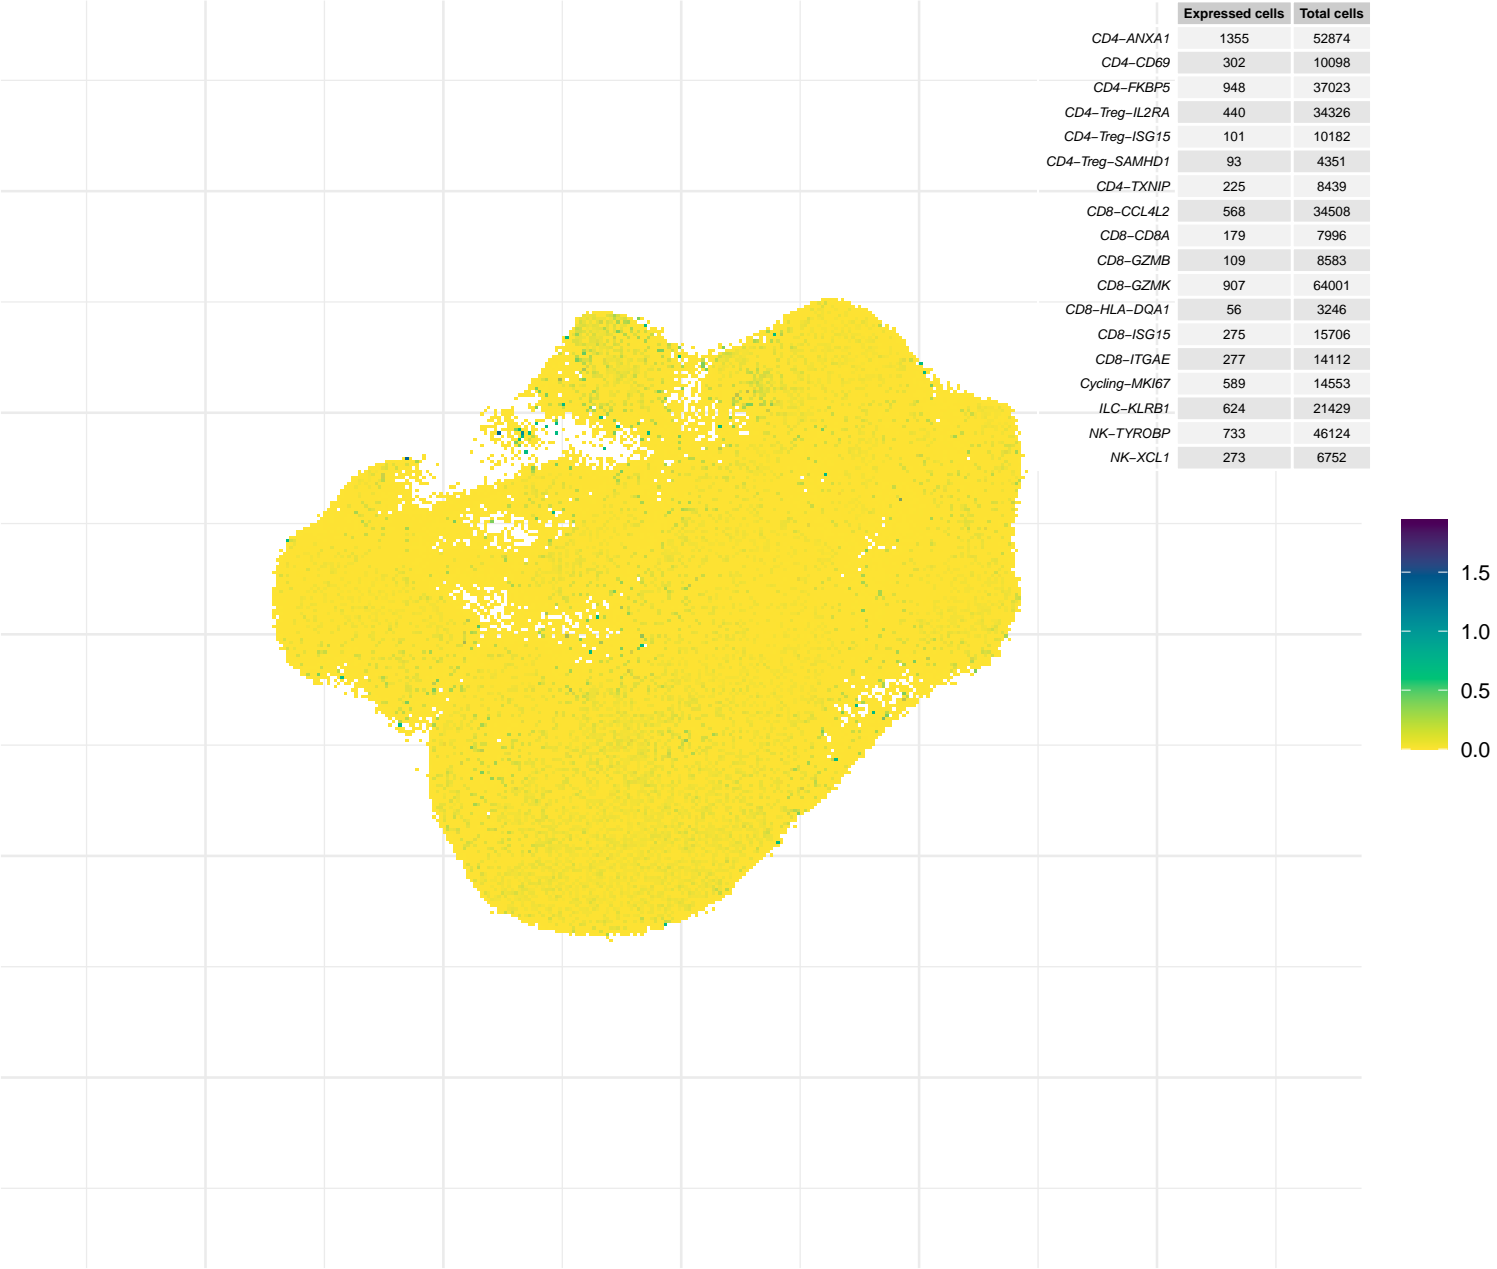 Expressed cells Total cells
CD4−ANXA1 1355 52874
CD4−CD69 302 10098
CD4−FKBP5 948 37023
CD4−Treg−IL2RA 440 34326
CD4−Treg−ISG15 101 10182
CD4−Treg−SAMHD1 93 4351
CD4−TXNIP 225 8439
CD8−CCL4L2 568 34508
CD8−CD8A 179 7996
CD8−GZMB 109 8583
CD8−GZMK 907 64001
CD8−HLA−DQA1 56 3246
CD8−ISG15 275 15706
CD8−ITGAE 277 14112
Cycling−MKI67 589 14553
ILC−KLRB1 624 21429
NK−TYROBP 733 46124
NK−XCL1 273 6752
1.5
1.0
0.5
0.0